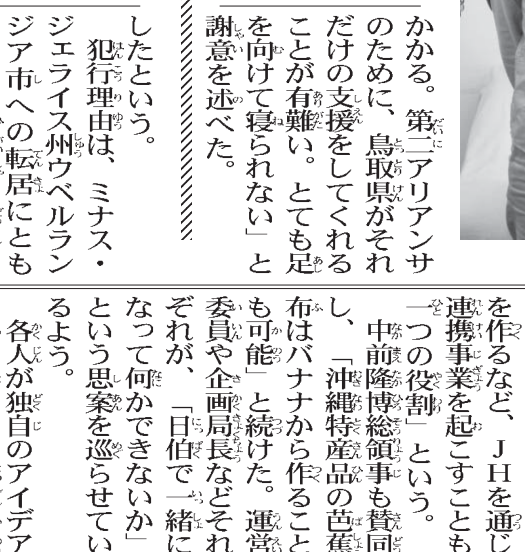 かかる。第二アリアンサ
のために、鳥取県がそれ
だけの支援をしてくれる
ことが有難い。とても足
を向けて寝られない」と
謝意を述べた。
したという。
犯行理由は、ミナス・
ジェライス州ウベルラン
ジア市への転居にとも
を作るなど、JHを通じ
連携事業を起こすことも
一つの役割」という。
中前隆博総領事も賛同
し、「沖縄特産品の芭蕉
布はバナナから作ること
も可能」と続けた。運営
委員や企画局長などそれ
ぞれが、「日伯で一緒に
なって何かできないか」
という思案を巡らせてい
るよう。
各人が独自のアイデア